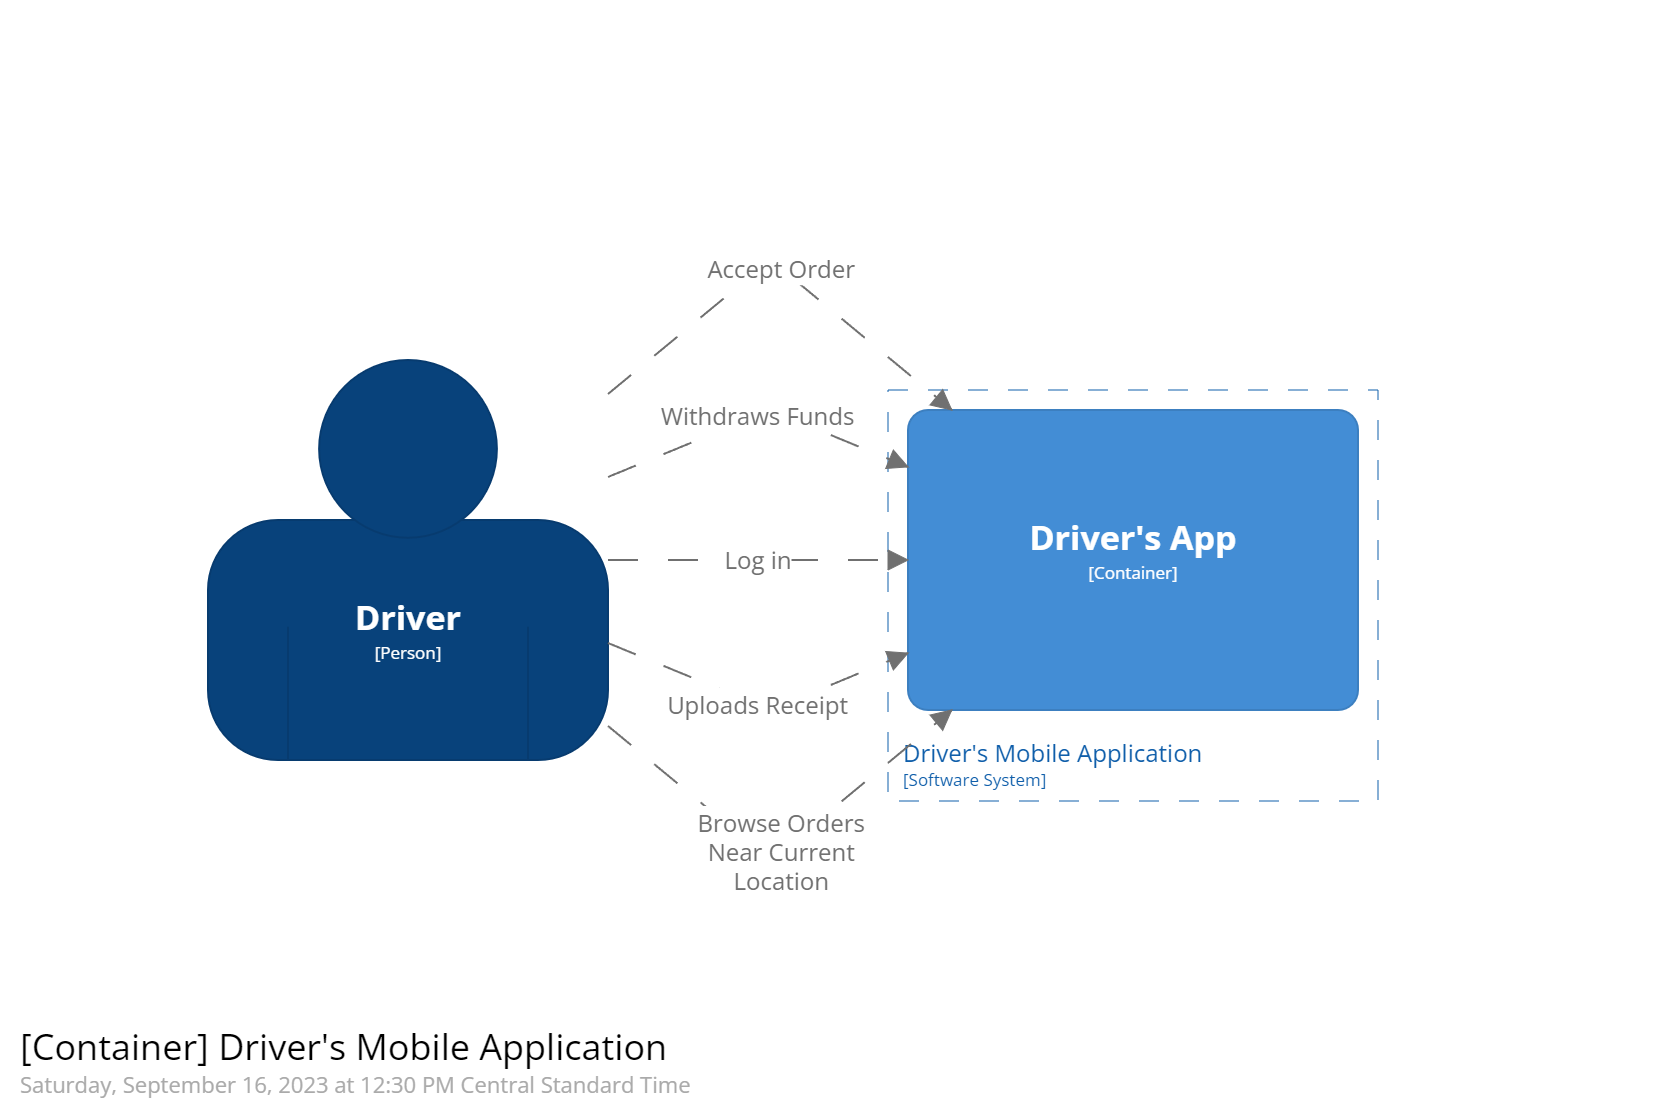 Accept Order
Withdraws Funds
Log in
Driver
[Person]
Driver's App
[Container]
Uploads Receipt
Driver's Mobile Application
[Software System]
Browse Orders
Near Current
Location
[Container] Driver's Mobile Application
Saturday, September 16, 2023 at 12:30 PM Central Standard Time